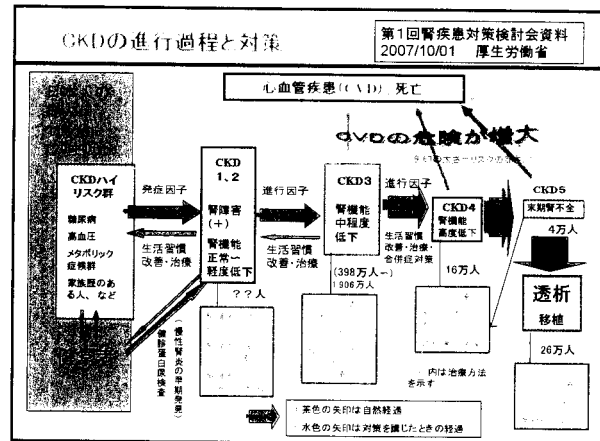 CKDの進行過程と対策
第1回腎疾患対策検討会資料
2007/10/01 厚生労働省
心血管疾患(CVD)、死亡
CVDの危険が増大
CKDハイ
リスク群
糖尿病
高血圧
メタボリック
症候群
家族歴のあ
る人、など
発症因子
生活習慣
改善・治療
CKD
1、2
腎障害
(+)
腎機能
正常〜
軽度低下
??人
進行因子
生活習慣
改善・治療
CKD3
腎機能
中程度
低下
(398万人〜)
1906万人
進行因子
生活習慣
改善・治療・
合併症対策
CKD4
腎機能
高度低下
16万人
CKD5
末期腎不全
4万人
透析
移植
26万人
(慢性腎炎の早期発見)
健診蛋白尿検査
内は治療方法
を示す
:茶色の矢印は自然経過
:水色の矢印は対策を講じたときの経過